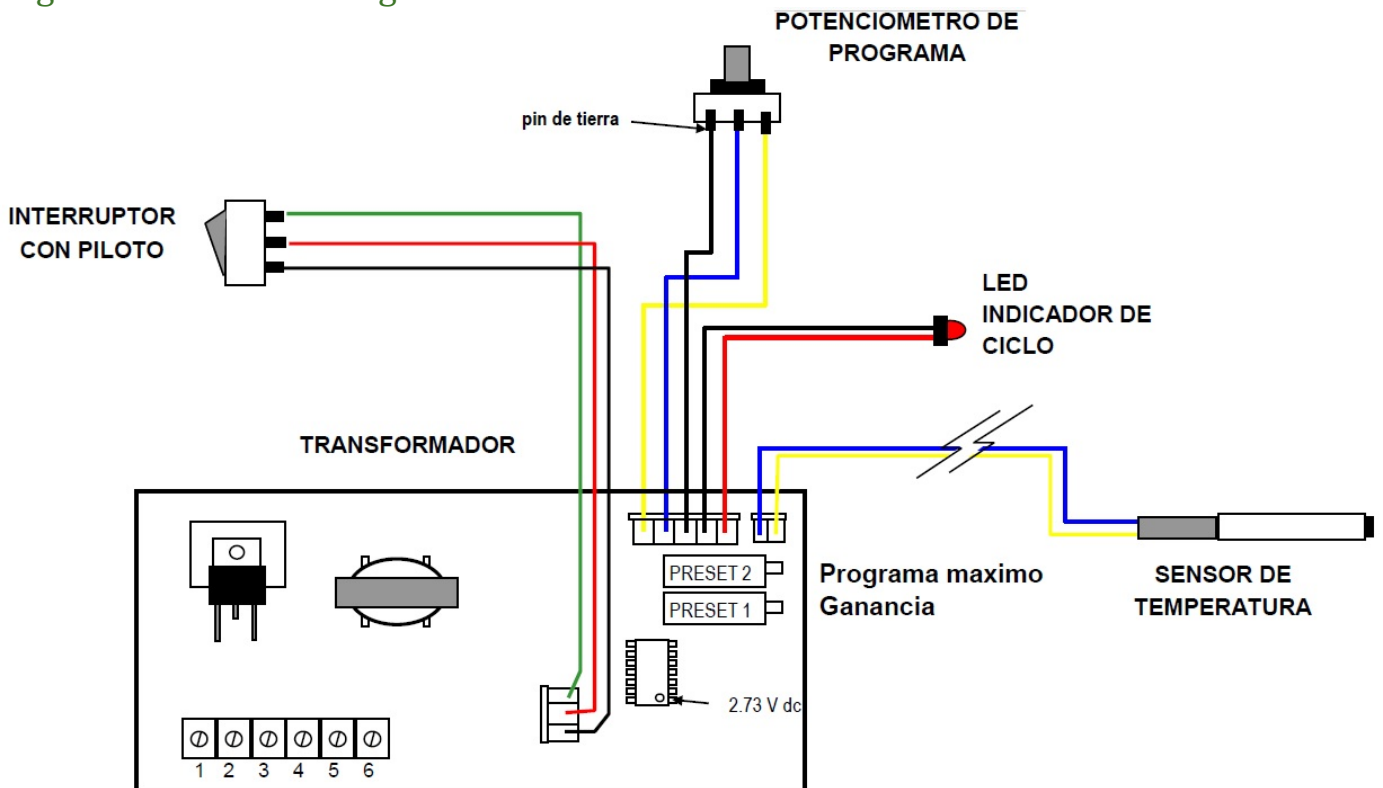 POTENCIOMETRO DE
PROGRAMA
pin de tierra
INTERRUPTOR
CON PILOTO
LED
INDICADOR DE
CICLO
TRANSFORMADOR
PRESET 2
PRESET 1
Programa maximo
Ganancia
SENSOR DE
TEMPERATURA
2.73 V dc
1 2 3 4 5 6